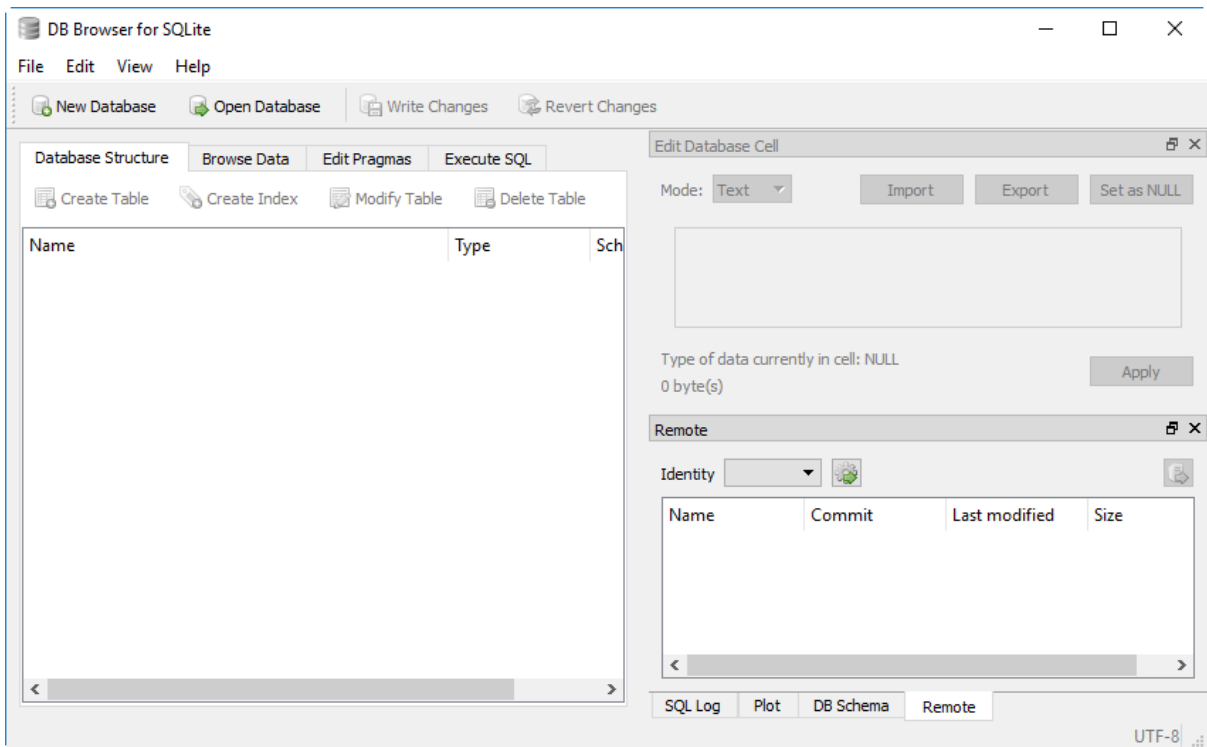 DB Browser for SQLite
File Edit View Help
New Database Open Database Write Changes Revert Changes
Database Structure Browse Data Edit Pragmas Execute SQL
Create Table Create Index Modify Table Delete Table
Name Type Sch
Edit Database Cell
Mode: Text Import Export Set as NULL
Type of data currently in cell: NULL
0 byte(s)
Apply
Remote
Identity
Name Commit Last modified Size
SQL Log Plot DB Schema Remote
UTF-8